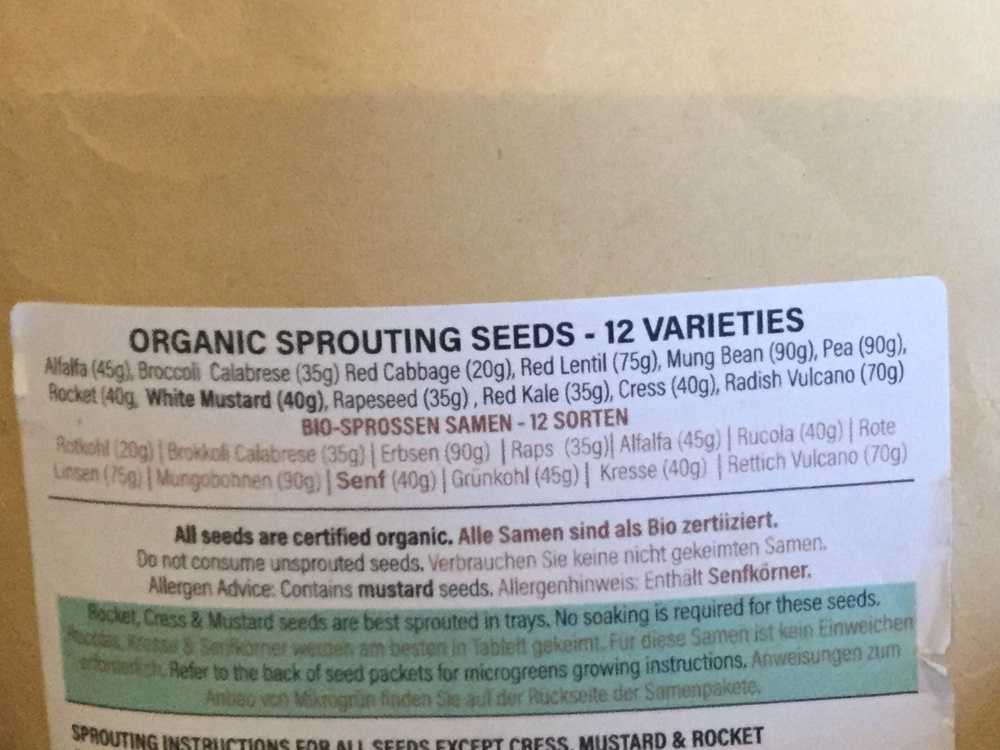 ORGANIC SPROUTING SEEDS - 12 VARIETIES
Alfalfa (45g), Broccoli Calabrese (35g) Red Cabbage (20g), Red Lentil (75g), Mung Bean (90g), Pea (90g),
Rocket (40g, White Mustard (40g), Rapeseed (35g) , Red Kale (35g), Cress (40g), Radish Vulcano (70g)
BIO-SPROSSEN SAMEN - 12 SORTEN
Rotkohl (20g) | Brokkoli Calabrese (35g) | Erbsen (90g) | Raps (35g)| Alfalfa (45g) | Rucola (40g) | Rote
Linsen (75g) | Mungobohnen (90g) | Senf (40g) | Grünkohl (45g) | Kresse (40g) | Rettich Vulcano (70g)
All seeds are certified organic. Alle Samen sind als Bio zertiiziert.
Do not consume unsprouted seeds. Verbrauchen Sie keine nicht gekeimten Samen.
Allergen Advice: Contains mustard seeds. Allergenhinweis: Enthält Senfkörner.
Rocket, Cress & Mustard seeds are best sprouted in trays. No soaking is required for these seeds.
Kresse & Senfkörner werden am besten in Tablett gekeimt. Für diese Samen ist kein Einweichen
erforderlich. Refer to the back of seed packets for microgreens growing instructions. Anweisungen zum
Anbao von Mikrogrün finden Sie auf der Rückseite der Samenpakete.
SPROUTING INSTRUCTIONS FOR ALL SEEDS EXCEPT CRESS, MUSTARD & ROCKET